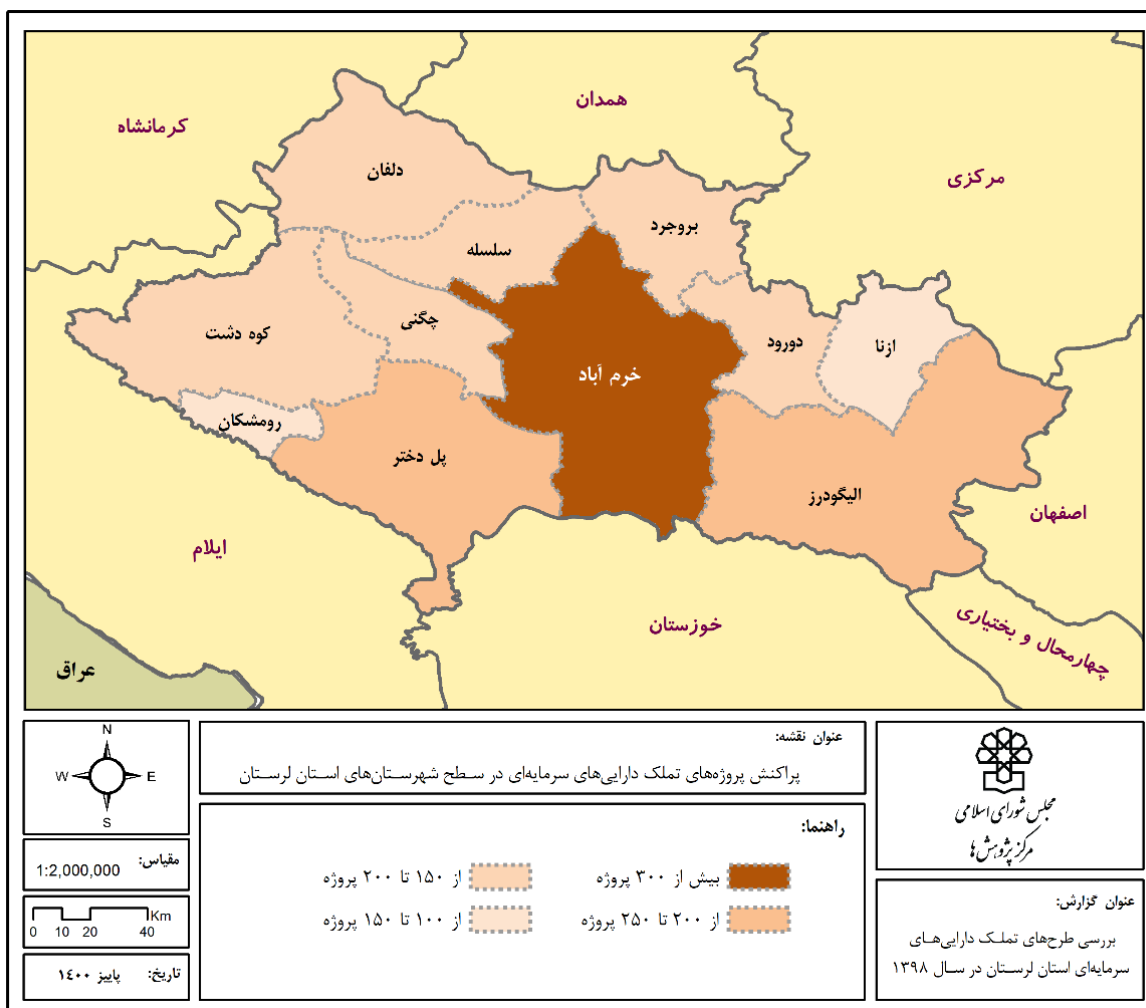 همدان
کرمانشاه
مرکزی
دلفان
بروجرد
سلسله
چگنی
کوه دشت
دورود
ازنا
خرم آباد
رومشکان
پل دختر
الیگودرز
اصفهان
ایلام
خوزستان
چهارمحال و بختیاری
عراق
N
W
E
S
مقیاس:
1:2,000,000
Km
0 10 20 40
تاریخ: پاییز ۱٤۰۰
عنوان نقشه:
پراکنش پروژه‌های تملک دارایی‌های سرمایه‌ای در سطح شهرستان‌های استان لرستان
راهنما:
بیش از ۳۰۰ پروژه
از ۱۵۰ تا ۲۰۰ پروژه
از ۲۰۰ تا ۲۵۰ پروژه
از ۱۰۰ تا ۱۵۰ پروژه
مجلس شورای اسلامی
مرکز پژوهش‌ها
عنوان گزارش:
بررسی طرح‌های تملک دارایی‌های
سرمایه‌ای استان لرستان در سال ۱۳۹۸